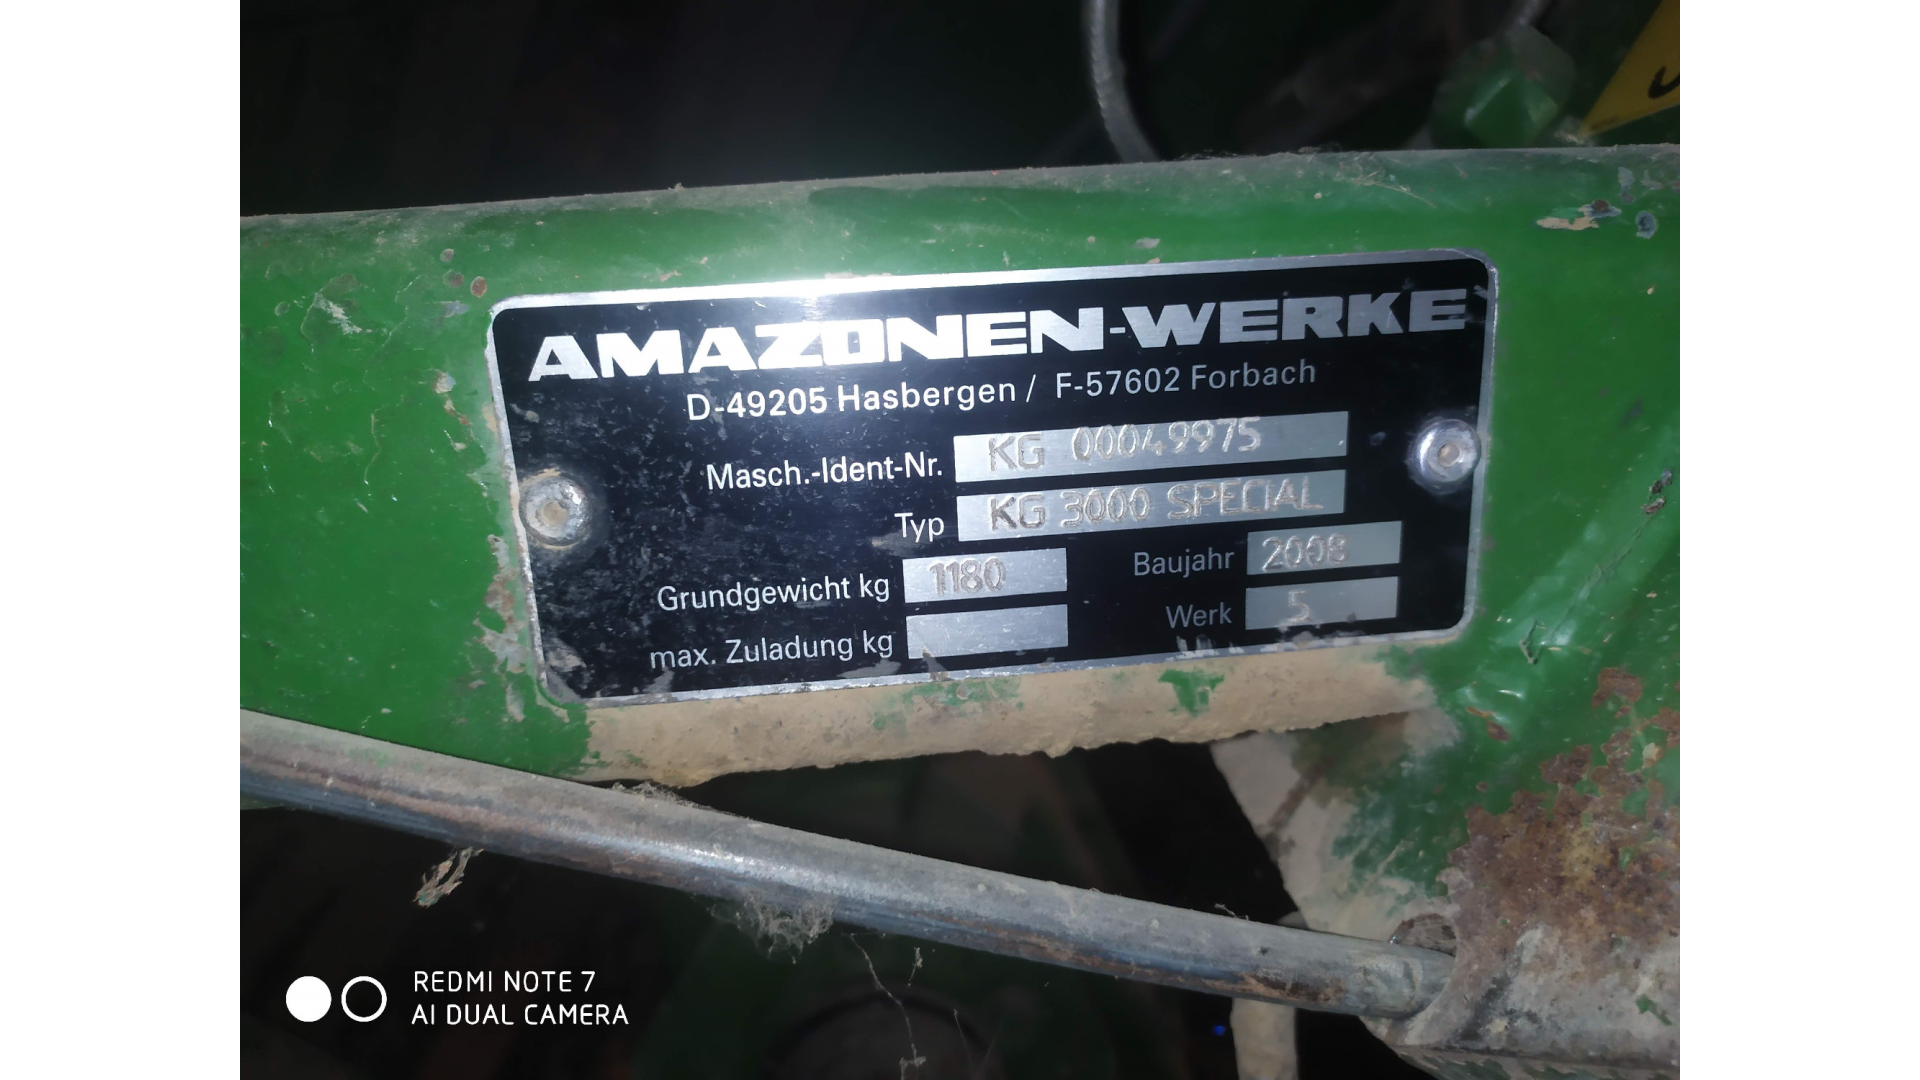 AMAZONEN-WERKE
D-49205 Hasbergen / F-57602 Forbach
Masch.-Ident-Nr. KG 00049975
Typ KG 3000 SPECIAL
Grundgewicht kg 1180 Baujahr 2008
max. Zuladung kg Werk 5
REDMI NOTE 7
AI DUAL CAMERA